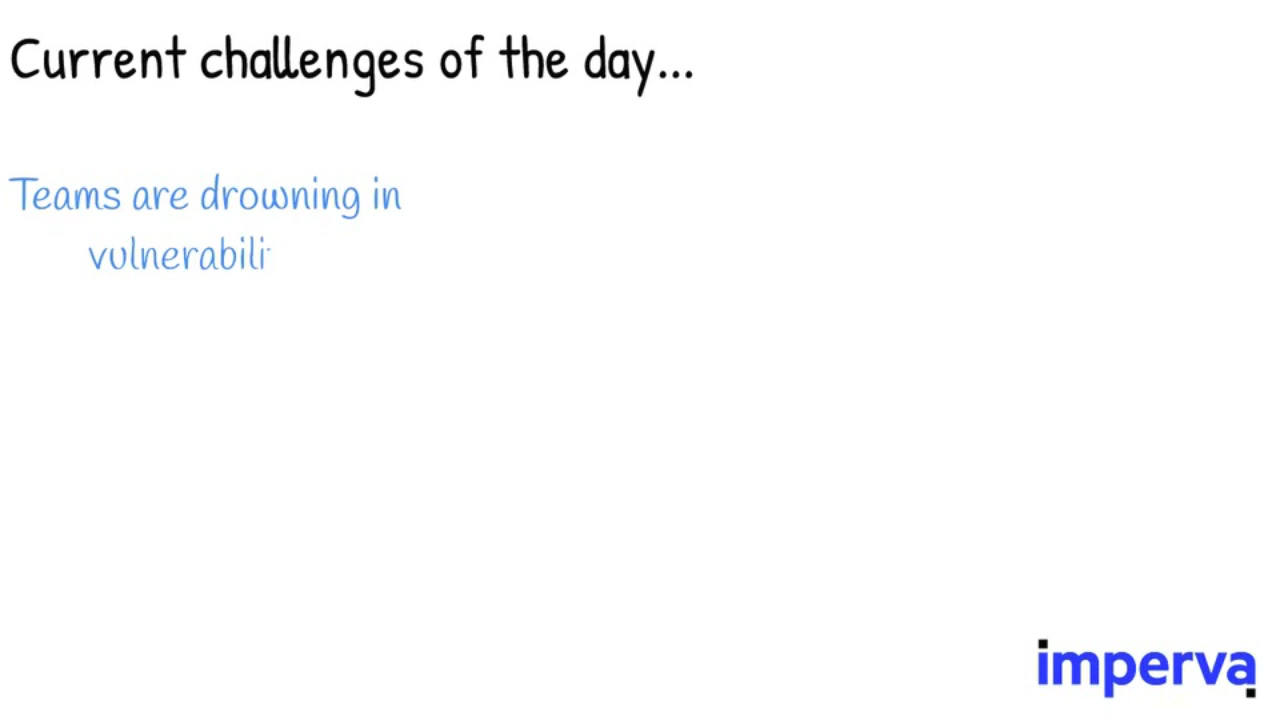 Current challenges of the day...
Teams are drowning in
vulnerabili
imperva